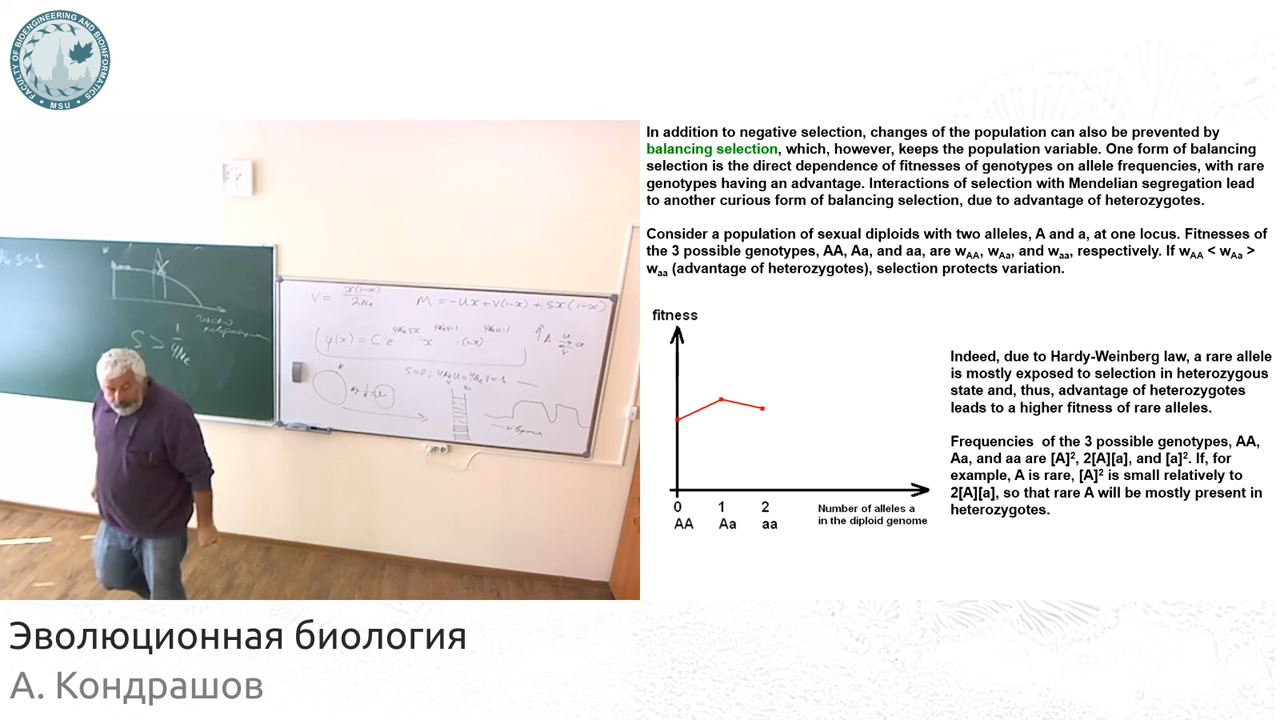 FACULTY OF BIOENGINEERING AND BIOINFORMATICS
• MSU •
In addition to negative selection, changes of the population can also be prevented by
balancing selection, which, however, keeps the population variable. One form of balancing
selection is the direct dependence of fitnesses of genotypes on allele frequencies, with rare
genotypes having an advantage. Interactions of selection with Mendelian segregation lead
to another curious form of balancing selection, due to advantage of heterozygotes.
Consider a population of sexual diploids with two alleles, A and a, at one locus. Fitnesses of
the 3 possible genotypes, AA, Aa, and aa, are wAA, wAa, and waa, respectively. If wAA < wAa >
waa (advantage of heterozygotes), selection protects variation.
fitness
0 1 2
AA Aa aa
Number of alleles a
in the diploid genome
Indeed, due to Hardy-Weinberg law, a rare allele
is mostly exposed to selection in heterozygous
state and, thus, advantage of heterozygotes
leads to a higher fitness of rare alleles.
Frequencies of the 3 possible genotypes, AA,
Aa, and aa are [A]², 2[A][a], and [a]². If, for
example, A is rare, [A]² is small relatively to
2[A][a], so that rare A will be mostly present in
heterozygotes.
S > 1/4Ne
V = x(1-x)/2Ne
M = -ux + v(1-x) + sx(1-x)
Эволюционная биология
А. Кондрашов